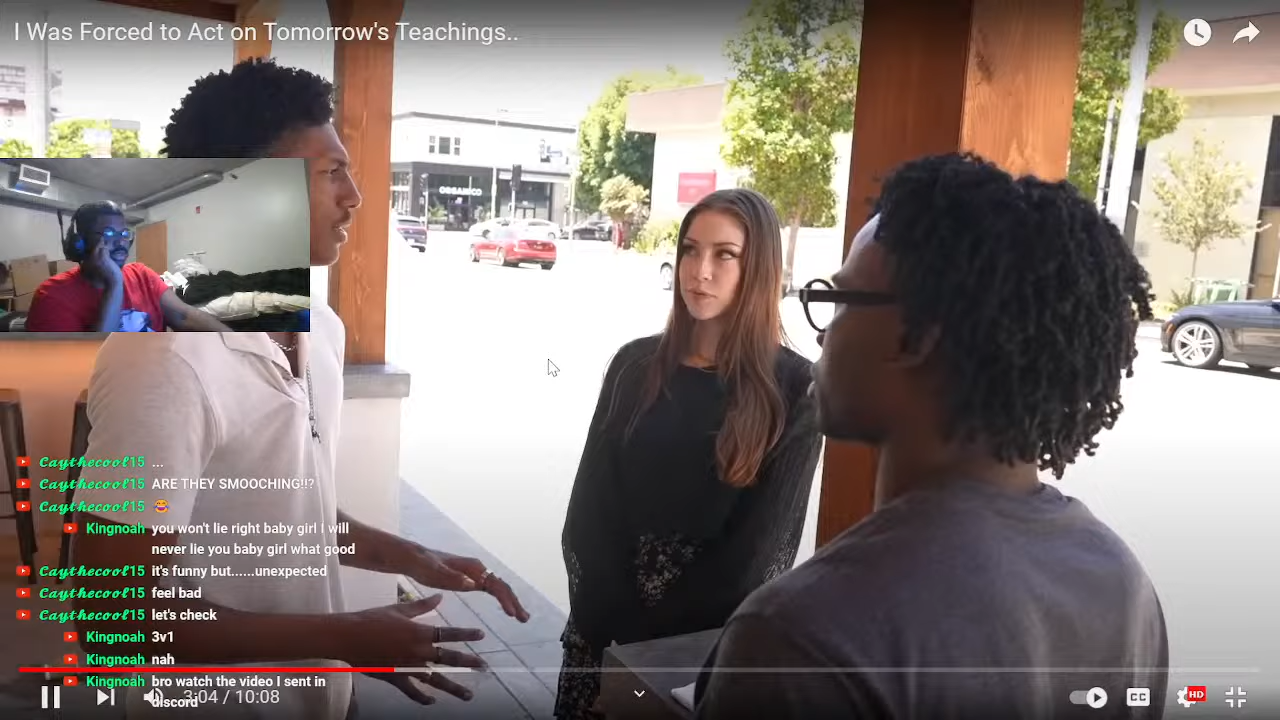 I Was Forced to Act on Tomorrow's Teachings..
ORGANICO
Caythecool15 ...
Caythecool15 ARE THEY SMOOCHING!!?
Caythecool15 😂
Kingnoah you won't lie right baby girl I will
never lie you baby girl what good
Caythecool15 it's funny but......unexpected
Caythecool15 feel bad
Caythecool15 let's check
Kingnoah 3v1
Kingnoah nah
Kingnoah bro watch the video I sent in
discord
3:04 / 10:08
CC
HD